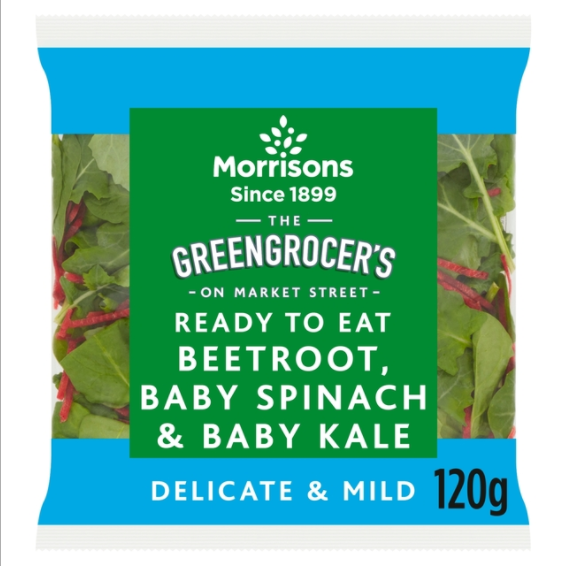 Morrisons
Since 1899
THE
GREENGROCER'S
- ON MARKET STREET -
READY TO EAT
BEETROOT,
BABY SPINACH
& BABY KALE
DELICATE & MILD
120g